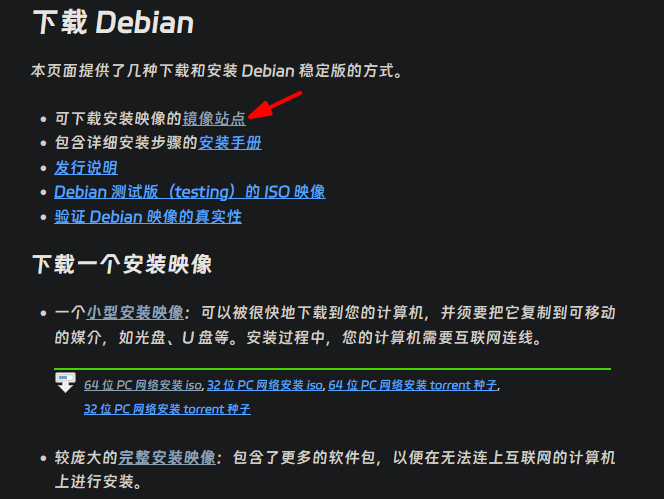 下载 Debian
本页面提供了几种下载和安装 Debian 稳定版的方式。
可下载安装映像的镜像站点
包含详细安装步骤的安装手册
发行说明
Debian 测试版（testing）的 ISO 映像
验证 Debian 映像的真实性
下载一个安装映像
一个小型安装映像：可以被很快地下载到您的计算机，并须要把它复制到可移动
的媒介，如光盘、U 盘等。安装过程中，您的计算机需要互联网连线。
64 位 PC 网络安装 iso, 32 位 PC 网络安装 iso, 64 位 PC 网络安装 torrent 种子,
32 位 PC 网络安装 torrent 种子
较庞大的完整安装映像：包含了更多的软件包，以便在无法连上互联网的计算机
上进行安装。